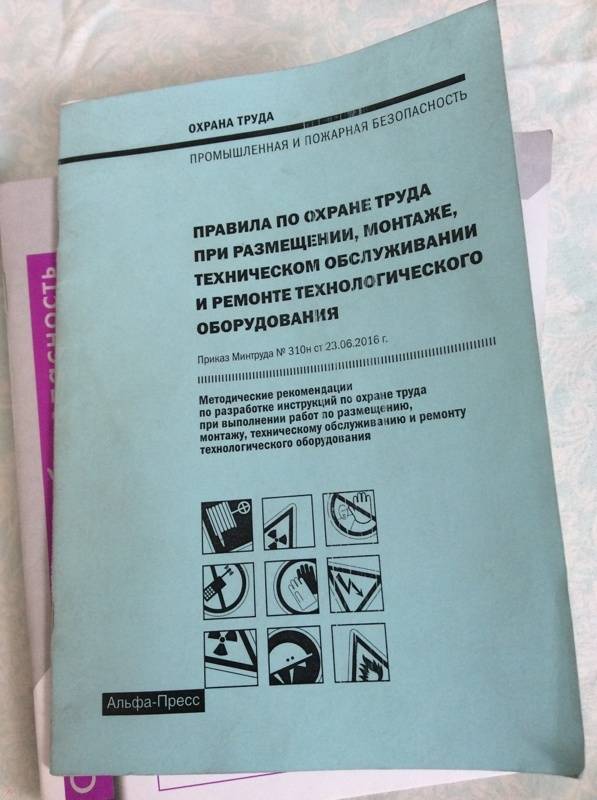 ОХРАНА ТРУДА
ПРОМЫШЛЕННАЯ И ПОЖАРНАЯ БЕЗОПАСНОСТЬ
ПРАВИЛА ПО ОХРАНЕ ТРУДА
ПРИ РАЗМЕЩЕНИИ, МОНТАЖЕ,
ТЕХНИЧЕСКОМ ОБСЛУЖИВАНИИ
И РЕМОНТЕ ТЕХНОЛОГИЧЕСКОГО
ОБОРУДОВАНИЯ
Приказ Минтруда № 310н от 23.06.2016 г.
Методические рекомендации
по разработке инструкций по охране труда
при выполнении работ по размещению,
монтажу, техническому обслуживанию и ремонту
технологического оборудования
Альфа-Пресс